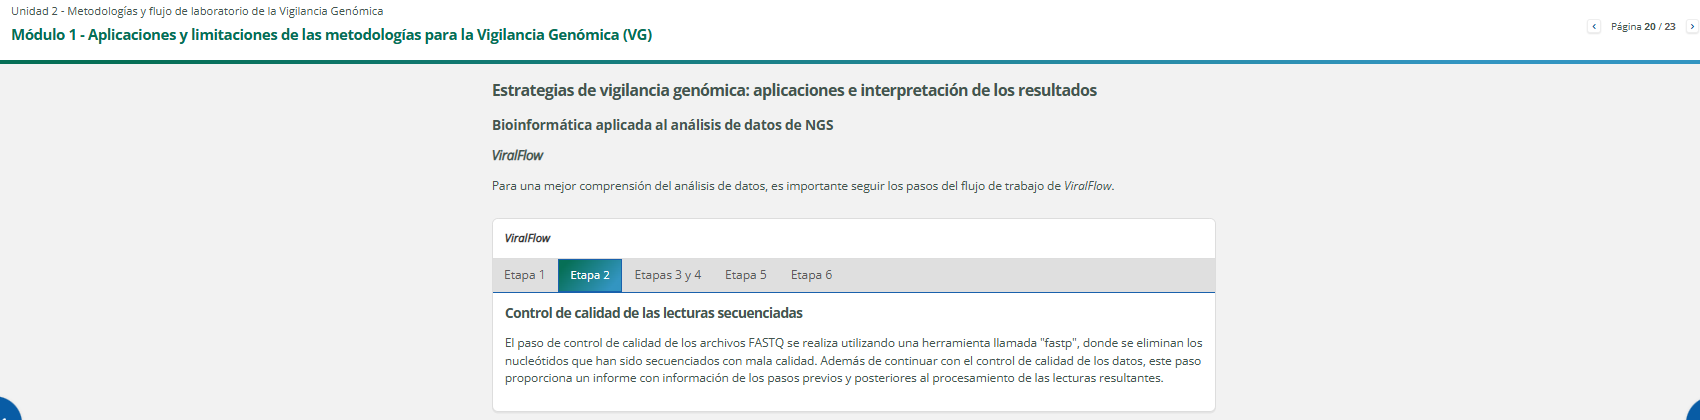 Unidad 2 - Metodologías y flujo de laboratorio de la Vigilancia Genómica
Módulo 1 - Aplicaciones y limitaciones de las metodologías para la Vigilancia Genómica (VG)
Página 20 / 23
Estrategias de vigilancia genómica: aplicaciones e interpretación de los resultados
Bioinformática aplicada al análisis de datos de NGS
ViralFlow
Para una mejor comprensión del análisis de datos, es importante seguir los pasos del flujo de trabajo de ViralFlow.
ViralFlow
Etapa 1 Etapa 2 Etapas 3 y 4 Etapa 5 Etapa 6
Control de calidad de las lecturas secuenciadas
El paso de control de calidad de los archivos FASTQ se realiza utilizando una herramienta llamada "fastp", donde se eliminan los
nucleótidos que han sido secuenciados con mala calidad. Además de continuar con el control de calidad de los datos, este paso
proporciona un informe con información de los pasos previos y posteriores al procesamiento de las lecturas resultantes.